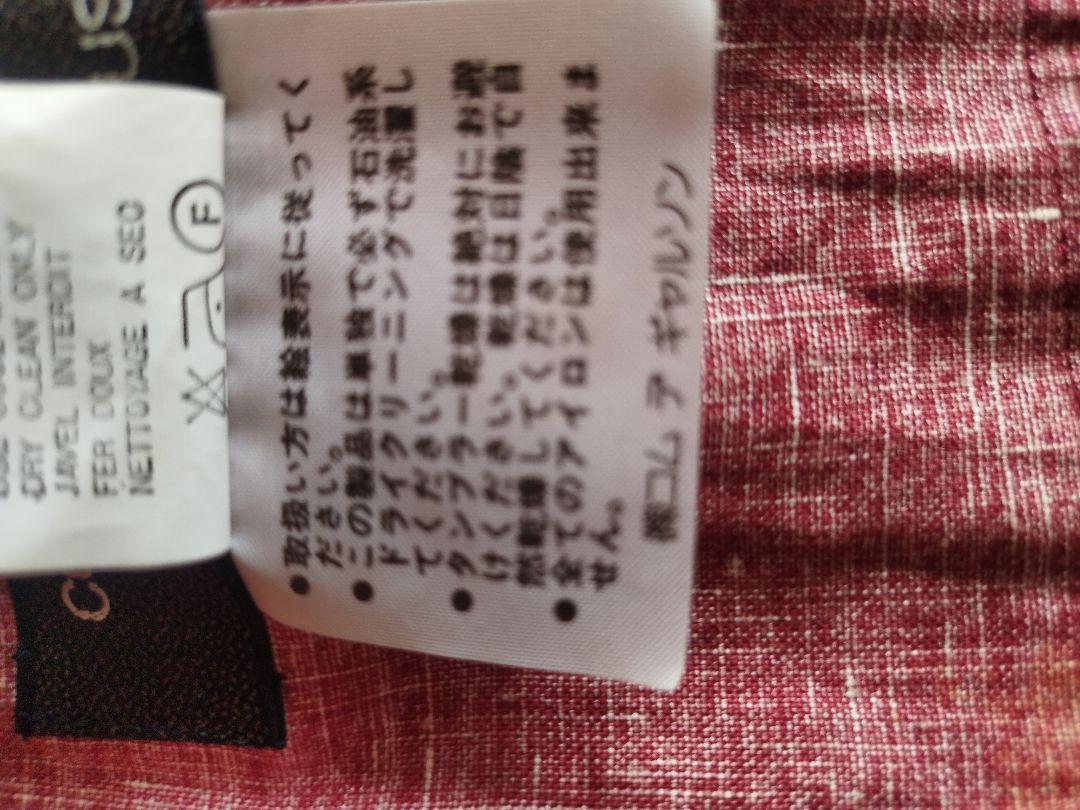 US
DRY CLEAN ONLY
JAVEL INTERDIT
FER DOUX
NETTOYAGE A SEC
F
●取扱い方は絵表示に従ってく
ださい。
●この製品は単独で必ず石油系
ドライクリーニングで洗濯し
てください。
●タンブラー乾燥は絶対にお避
けください。 乾燥は日蔭で自
然乾燥してください。
●全てのアイロンは使用出来ま
せん。
㈱コム デ ギャルソン